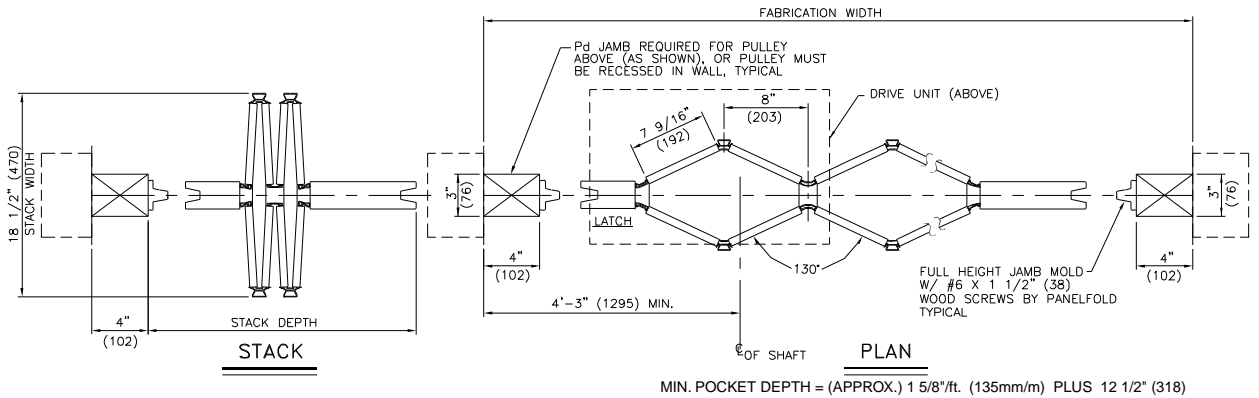 FABRICATION WIDTH
Pd JAMB REQUIRED FOR PULLEY
ABOVE (AS SHOWN), OR PULLEY MUST
BE RECESSED IN WALL, TYPICAL
8"
(203)
DRIVE UNIT (ABOVE)
7 9/16"
(192)
18 1/2" (470)
STACK WIDTH
3"
(76)
3"
(76)
LATCH
130°
4"
(102)
4"
(102)
FULL HEIGHT JAMB MOLD
W/ #6 X 1 1/2" (38)
WOOD SCREWS BY PANELFOLD
TYPICAL
4'-3" (1295) MIN.
4"
(102)
STACK DEPTH
STACK
℄ OF SHAFT
PLAN
MIN. POCKET DEPTH = (APPROX.) 1 5/8"/ft. (135mm/m) PLUS 12 1/2" (318)